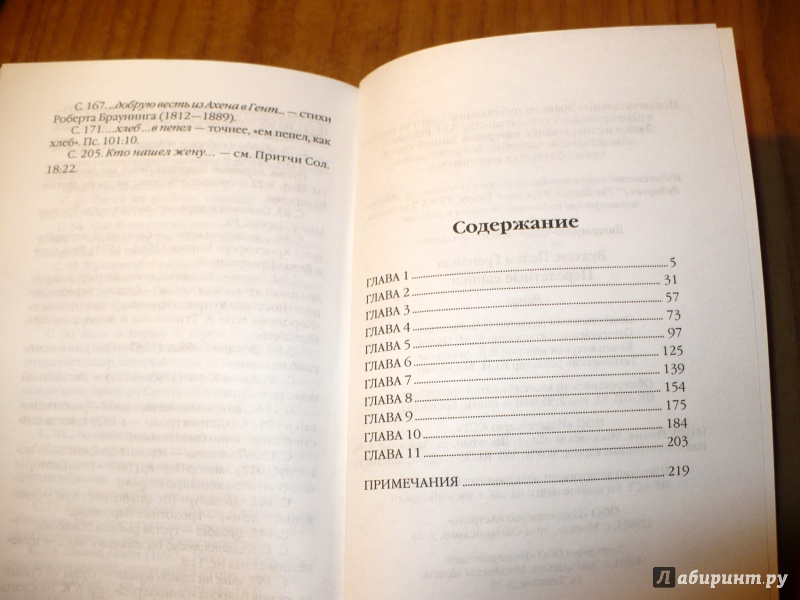 С. 167. ...добрую весть из Ахена в Гент... — стихи
Роберта Браунинга (1812—1889).
С. 171. ...хлеб...в пепел — точнее, «ем пепел, как
хлеб». Пс. 101:10.
С. 205. Кто нашел жену... — см. Притчи Сол.
18:22.
Содержание
ГЛАВА 1 ........ 5
ГЛАВА 2 ........ 31
ГЛАВА 3 ........ 57
ГЛАВА 4 ........ 73
ГЛАВА 5 ........ 97
ГЛАВА 6 ........ 125
ГЛАВА 7 ........ 139
ГЛАВА 8 ........ 154
ГЛАВА 9 ........ 175
ГЛАВА 10 ........ 184
ГЛАВА 11 ........ 203
ПРИМЕЧАНИЯ ........ 219
Лабиринт.ру